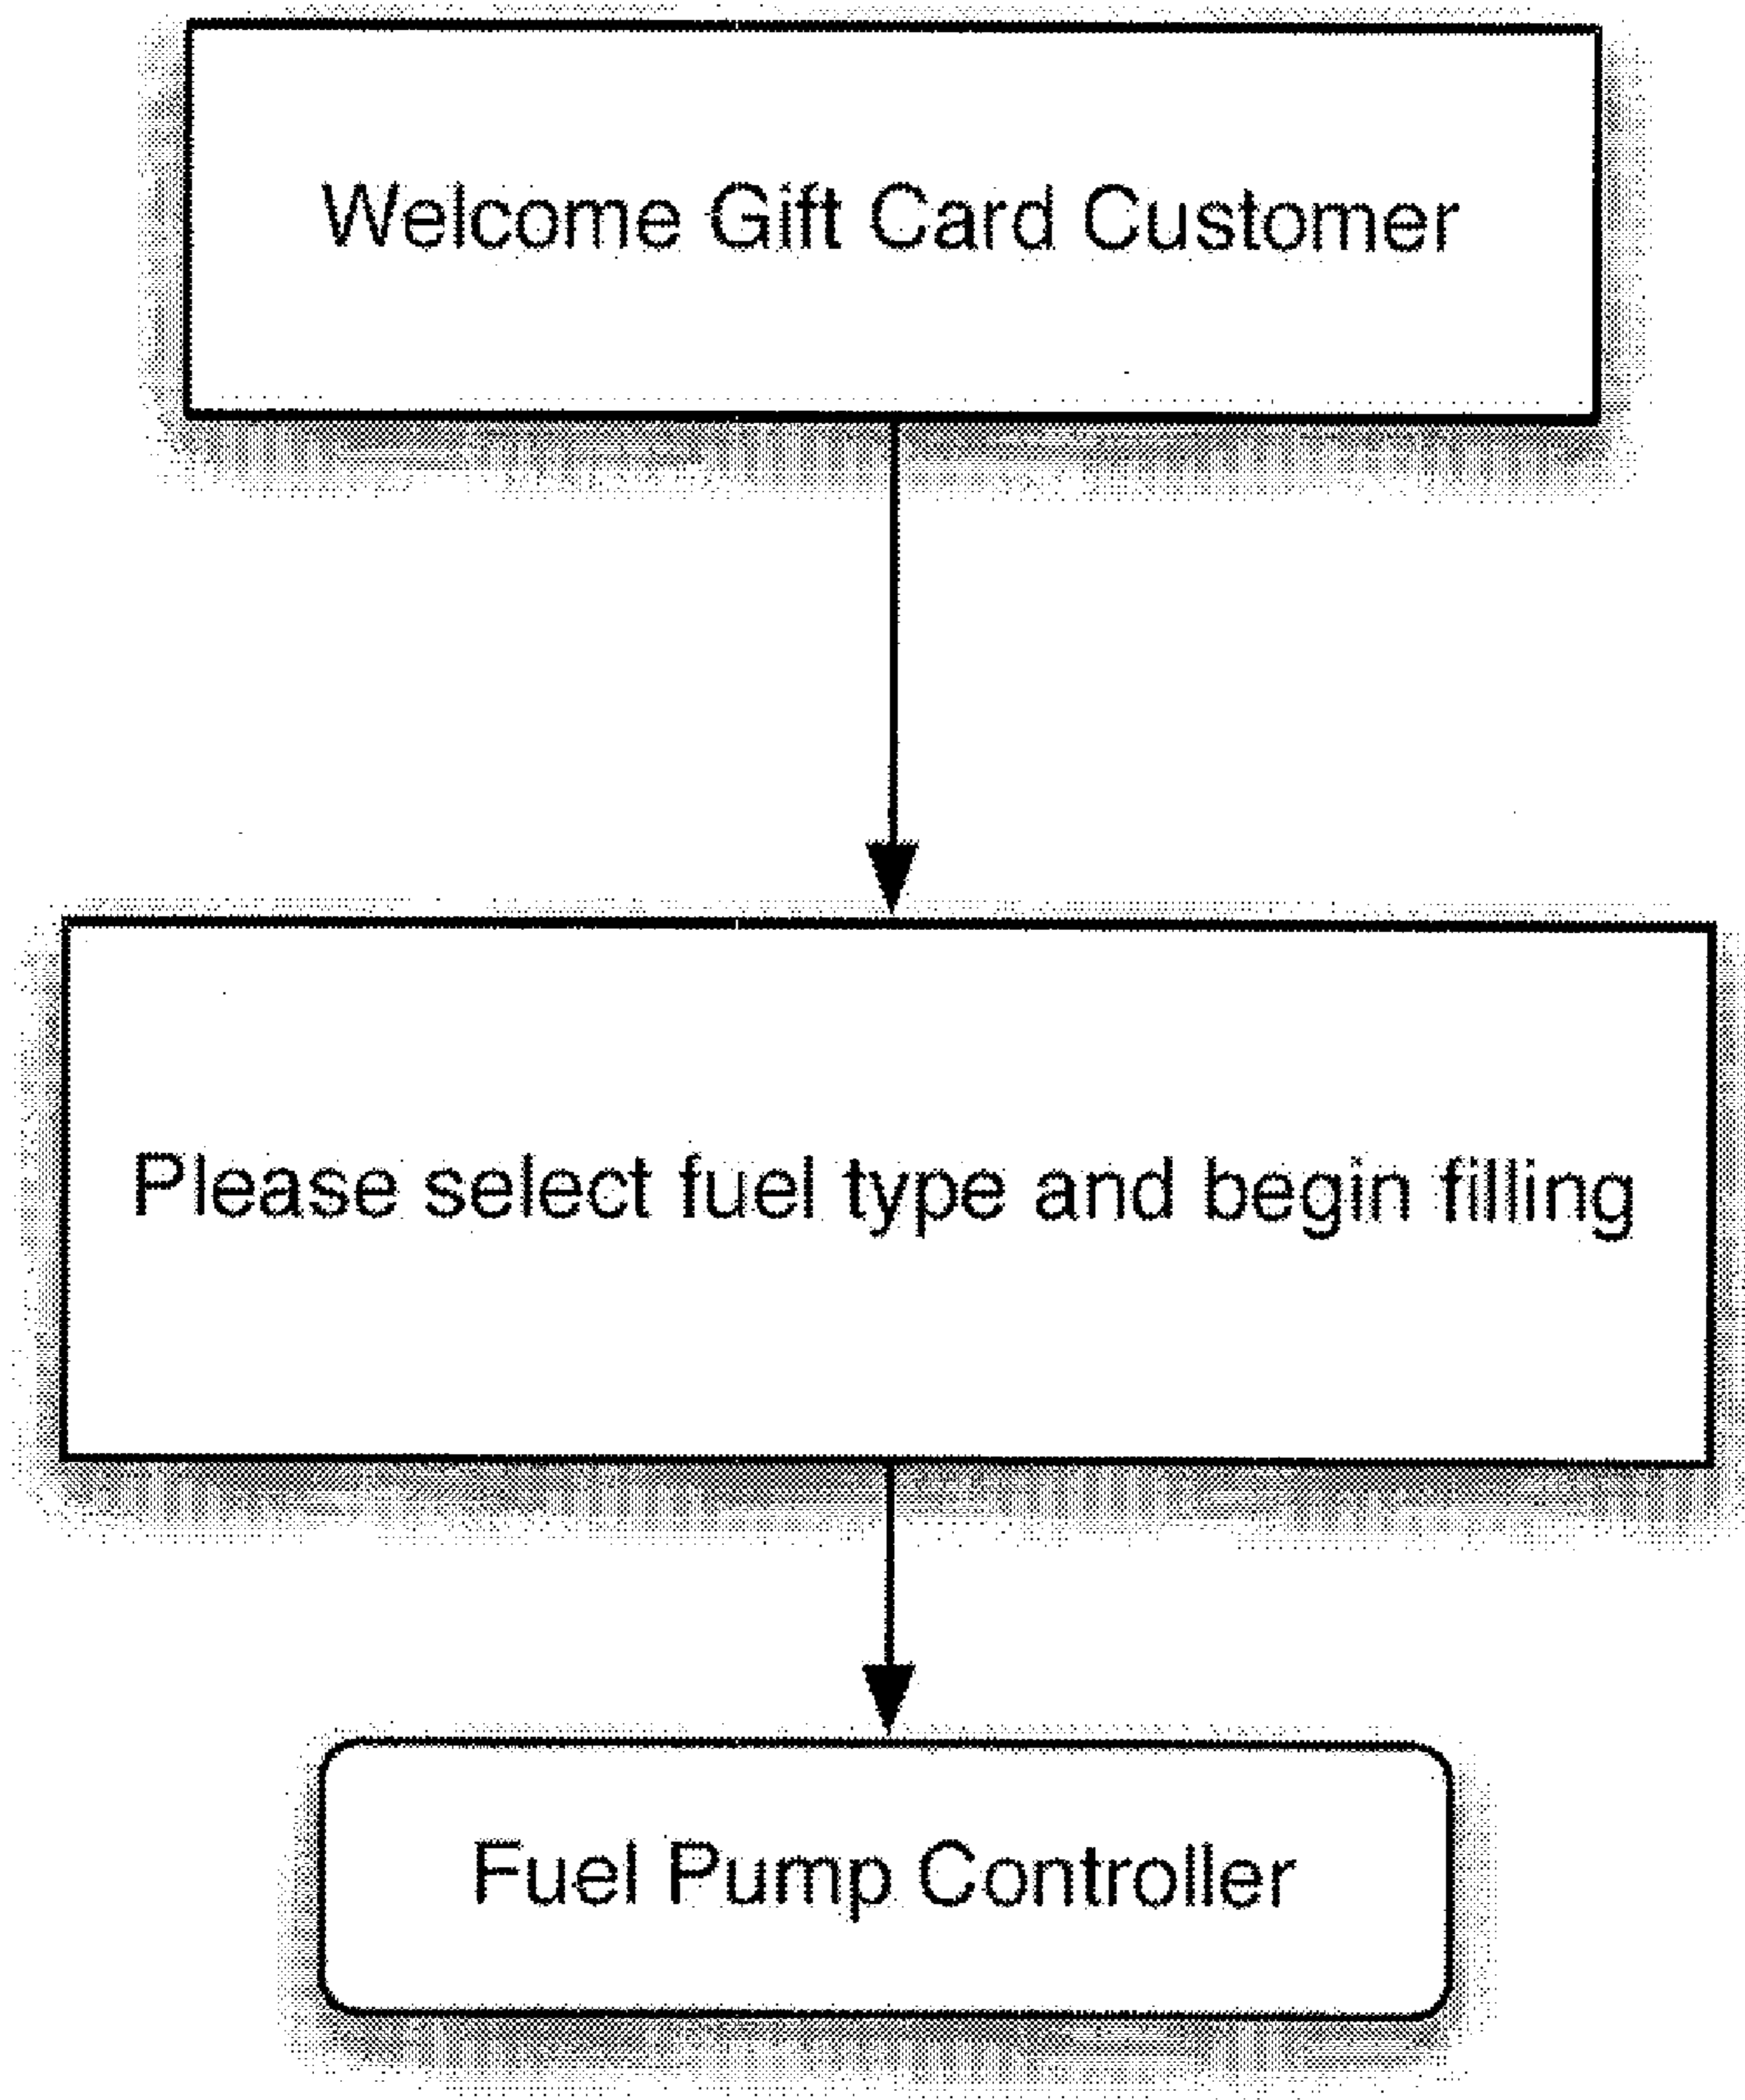 Welcome Gift Card Customer
Please select fuel type and begin filling
Fuel Pump Controller